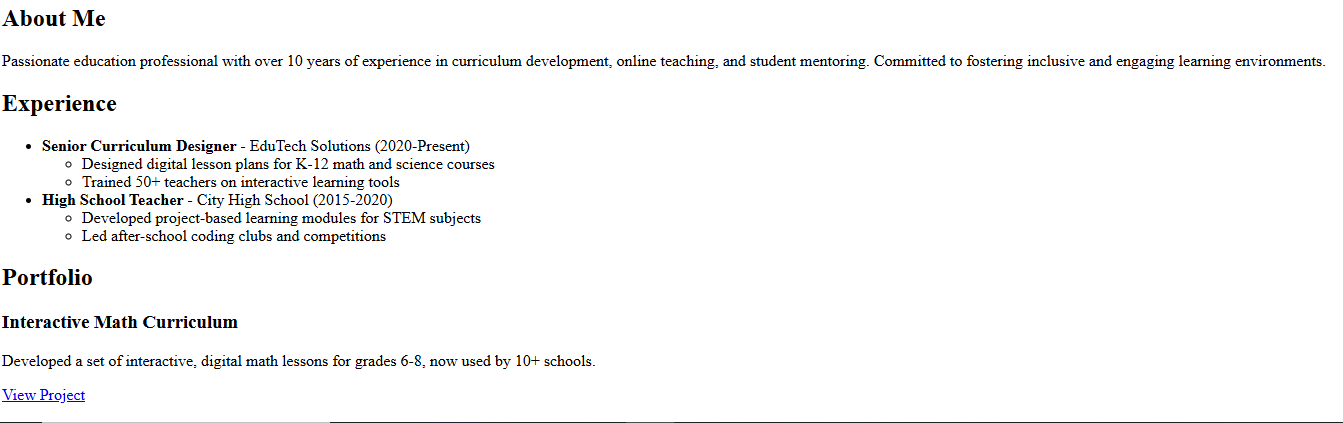 About Me
Passionate education professional with over 10 years of experience in curriculum development, online teaching, and student mentoring. Committed to fostering inclusive and engaging learning environments.
Experience
Senior Curriculum Designer - EduTech Solutions (2020-Present)
Designed digital lesson plans for K-12 math and science courses
Trained 50+ teachers on interactive learning tools
High School Teacher - City High School (2015-2020)
Developed project-based learning modules for STEM subjects
Led after-school coding clubs and competitions
Portfolio
Interactive Math Curriculum
Developed a set of interactive, digital math lessons for grades 6-8, now used by 10+ schools.
View Project